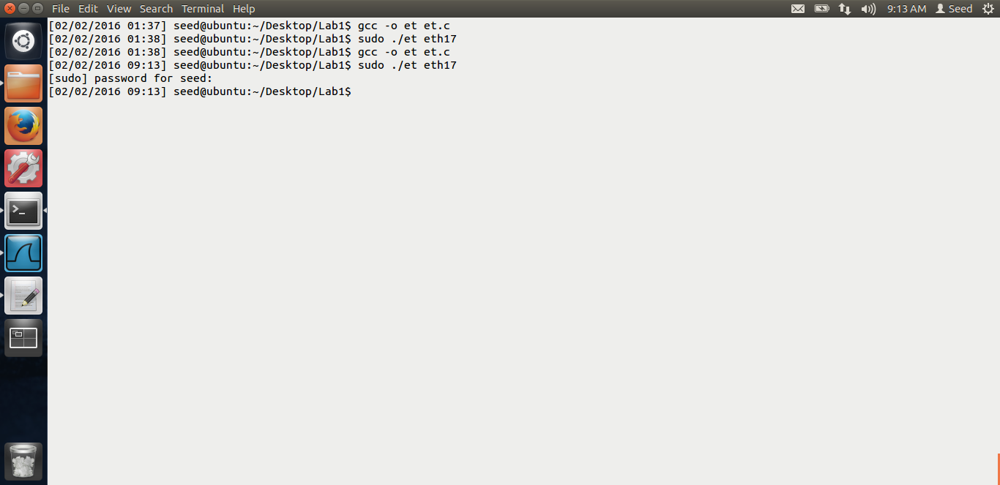 File Edit View Search Terminal Help 9:13 AM Seed
[02/02/2016 01:37] seed@ubuntu:~/Desktop/Lab1$ gcc -o et et.c
[02/02/2016 01:38] seed@ubuntu:~/Desktop/Lab1$ sudo ./et eth17
[02/02/2016 01:38] seed@ubuntu:~/Desktop/Lab1$ gcc -o et et.c
[02/02/2016 09:13] seed@ubuntu:~/Desktop/Lab1$ sudo ./et eth17
[sudo] password for seed:
[02/02/2016 09:13] seed@ubuntu:~/Desktop/Lab1$